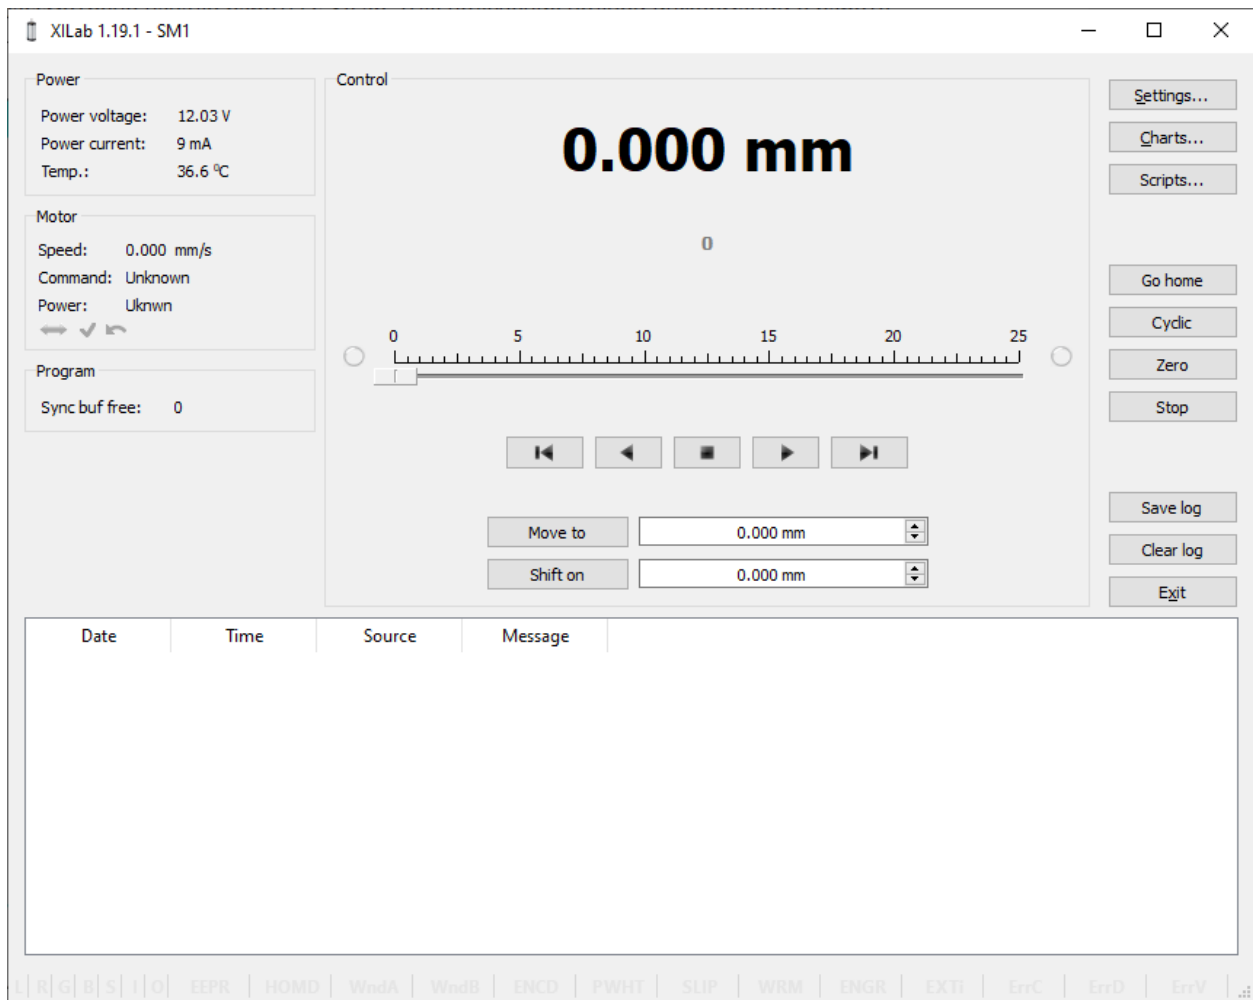 XILab 1.19.1 - SM1
Power
Power voltage: 12.03 V
Power current: 9 mA
Temp.: 36.6 ⁰C
Motor
Speed: 0.000 mm/s
Command: Unknown
Power: Uknwn
Program
Sync buf free: 0
Control
0.000 mm
0
0 5 10 15 20 25
Move to 0.000 mm
Shift on 0.000 mm
Settings...
Charts...
Scripts...
Go home
Cyclic
Zero
Stop
Save log
Clear log
Exit
Date Time Source Message
L R G B S I O EEPR HOMD WndA WndB ENCD PWHT SLIP WRM ENGR EXTI ErrC ErrD ErrV